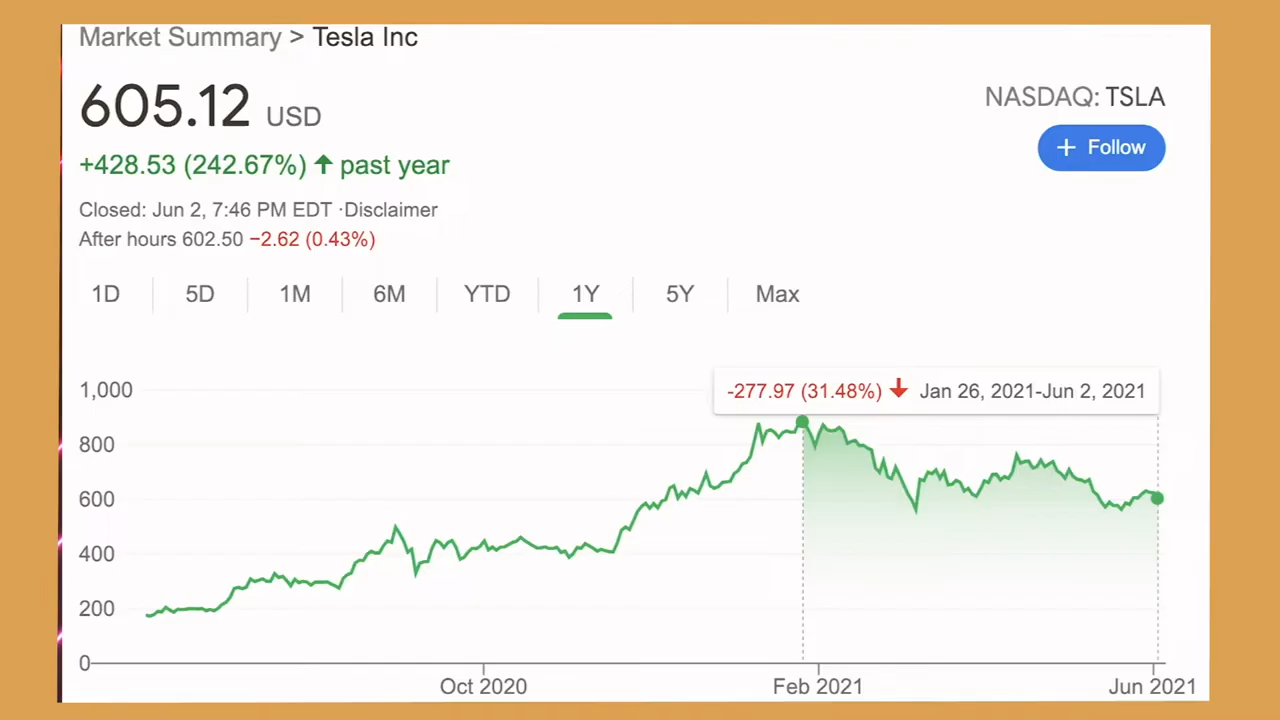 Market Summary > Tesla Inc
605.12 USD
NASDAQ: TSLA
+ Follow
+428.53 (242.67%) ↑ past year
Closed: Jun 2, 7:46 PM EDT ·Disclaimer
After hours 602.50 −2.62 (0.43%)
1D 5D 1M 6M YTD 1Y 5Y Max
-277.97 (31.48%) ↓ Jan 26, 2021-Jun 2, 2021
1,000
800
600
400
200
0
Oct 2020 Feb 2021 Jun 2021